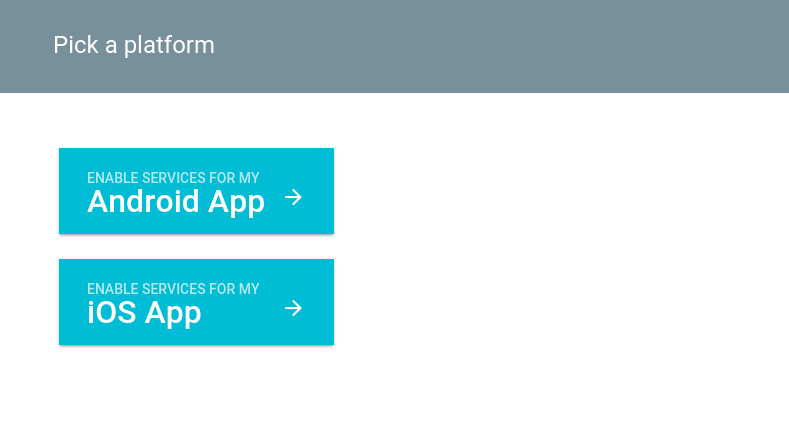 Pick a platform
ENABLE SERVICES FOR MY
Android App
ENABLE SERVICES FOR MY
iOS App